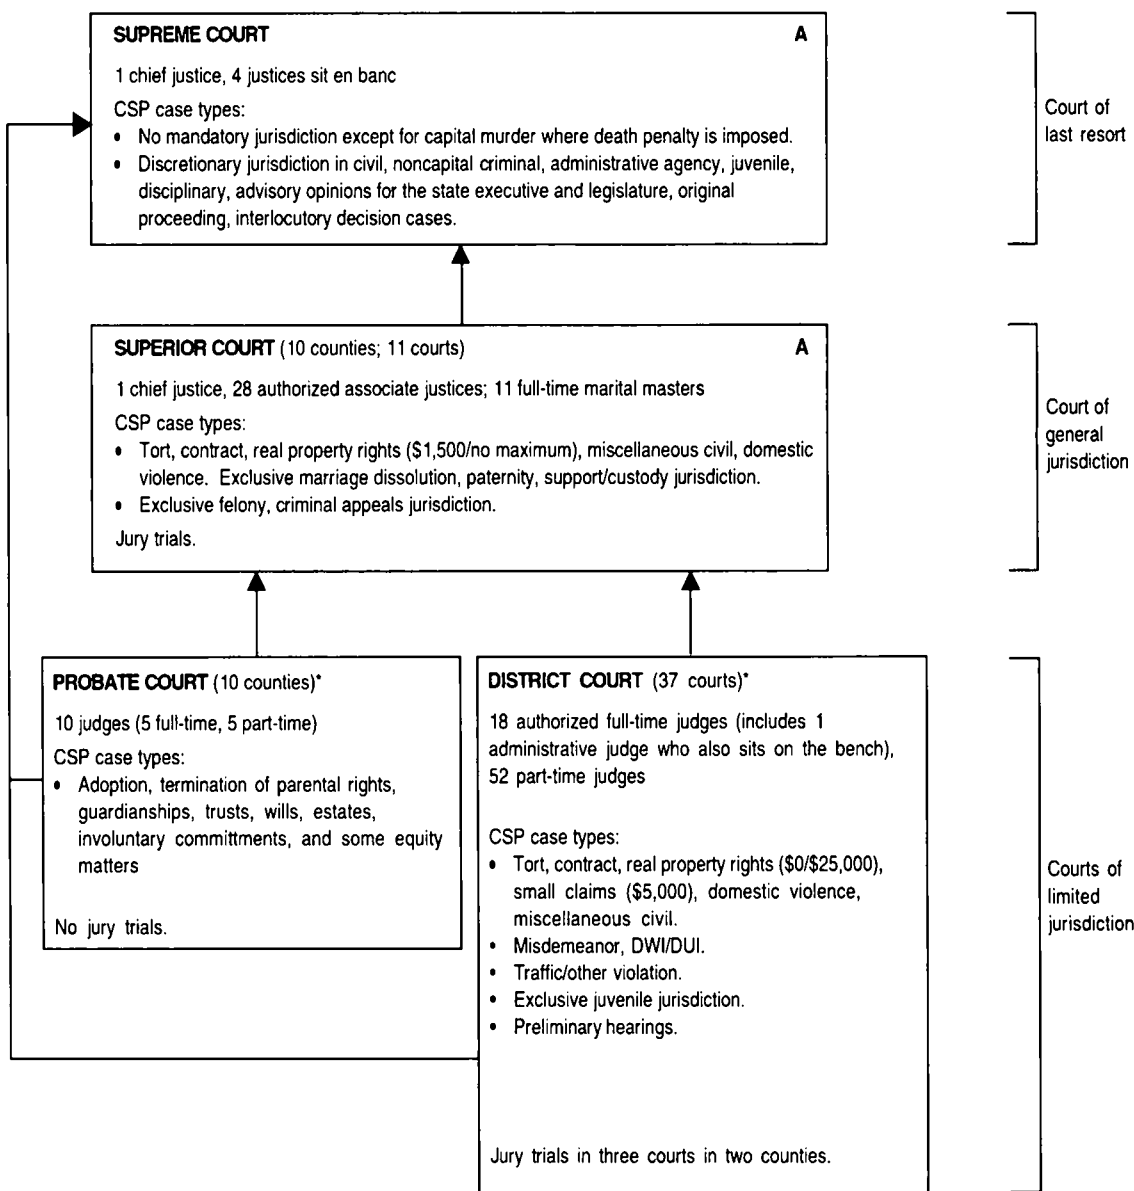 SUPREME COURT A
1 chief justice, 4 justices sit en banc
CSP case types:
• No mandatory jurisdiction except for capital murder where death penalty is imposed.
• Discretionary jurisdiction in civil, noncapital criminal, administrative agency, juvenile,
disciplinary, advisory opinions for the state executive and legislature, original
proceeding, interlocutory decision cases.
Court of
last resort
SUPERIOR COURT (10 counties; 11 courts) A
1 chief justice, 28 authorized associate justices; 11 full-time marital masters
CSP case types:
• Tort, contract, real property rights ($1,500/no maximum), miscellaneous civil, domestic
violence. Exclusive marriage dissolution, paternity, support/custody jurisdiction.
• Exclusive felony, criminal appeals jurisdiction.
Jury trials.
Court of
general
jurisdiction
PROBATE COURT (10 counties)*
10 judges (5 full-time, 5 part-time)
CSP case types:
• Adoption, termination of parental rights,
guardianships, trusts, wills, estates,
involuntary committments, and some equity
matters
No jury trials.
DISTRICT COURT (37 courts)*
18 authorized full-time judges (includes 1
administrative judge who also sits on the bench),
52 part-time judges
CSP case types:
• Tort, contract, real property rights ($0/$25,000),
small claims ($5,000), domestic violence,
miscellaneous civil.
• Misdemeanor, DWI/DUI.
• Traffic/other violation.
• Exclusive juvenile jurisdiction.
• Preliminary hearings.
Jury trials in three courts in two counties.
Courts of
limited
jurisdiction